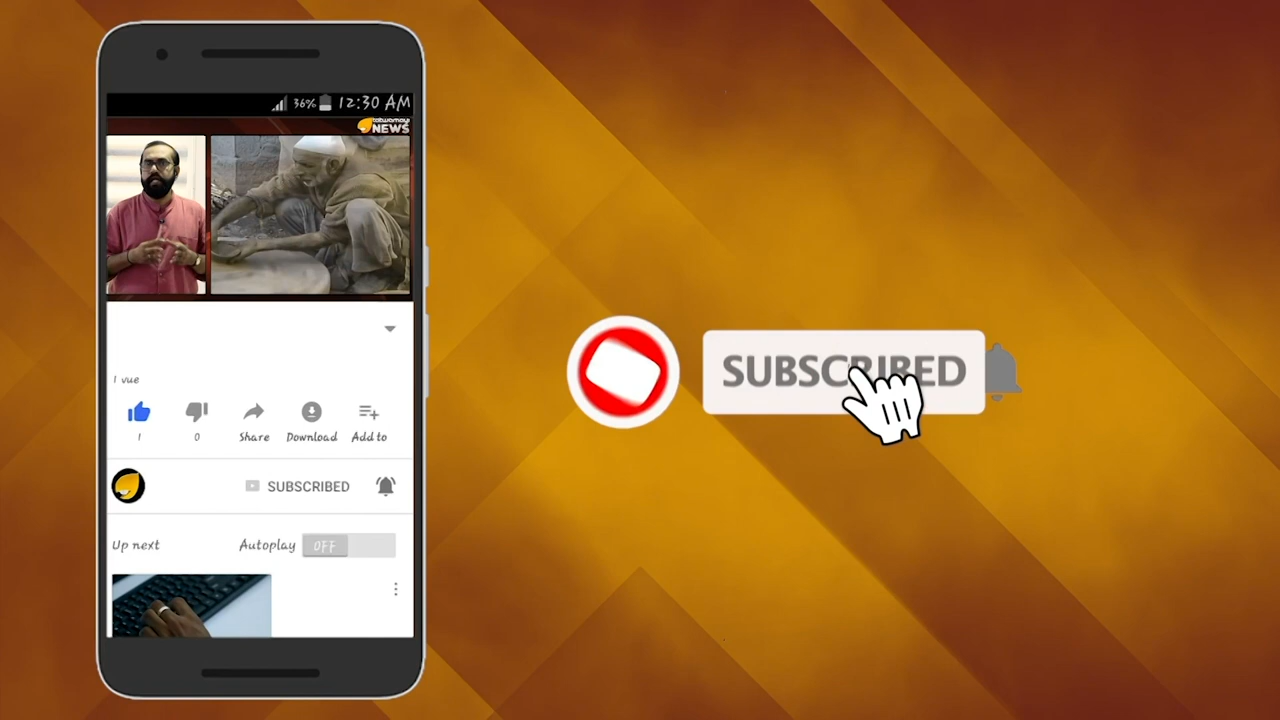 36% 12:30 AM
tatwamayi
NEWS
1 vue
1
0
Share
Download
Add to
SUBSCRIBED
Up next
Autoplay
OFF
SUBSCRIBED